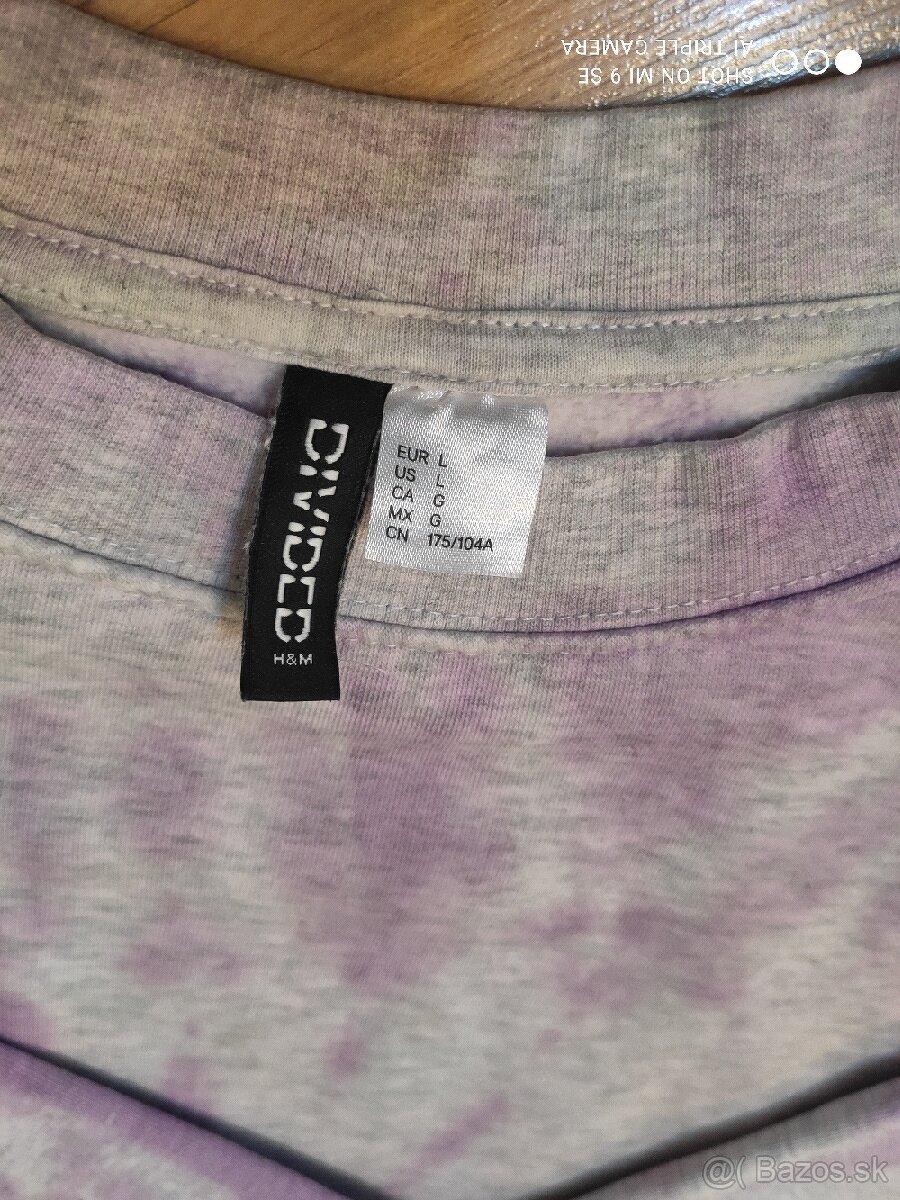 SHOT ON MI 9 SE
AI TRIPLE CAMERA
DIVIDED
H&M
EUR L
US L
CA G
MX G
CN 175/104A
@( Bazos.sk